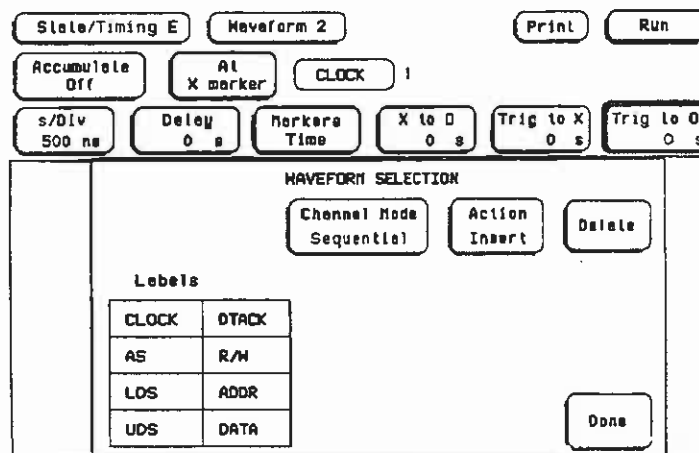 State/Timing E Waveform 2 Print Run
Accumulate Off At X marker CLOCK 1
s/Div 500 ns Delay 0 s Markers Time X to O 0 s Trig to X 0 s Trig to O 0 s
WAVEFORM SELECTION
Channel Mode Sequential Action Insert Delete
Labels
CLOCK DTACK
AS R/W
LDS ADDR
UDS DATA
Done